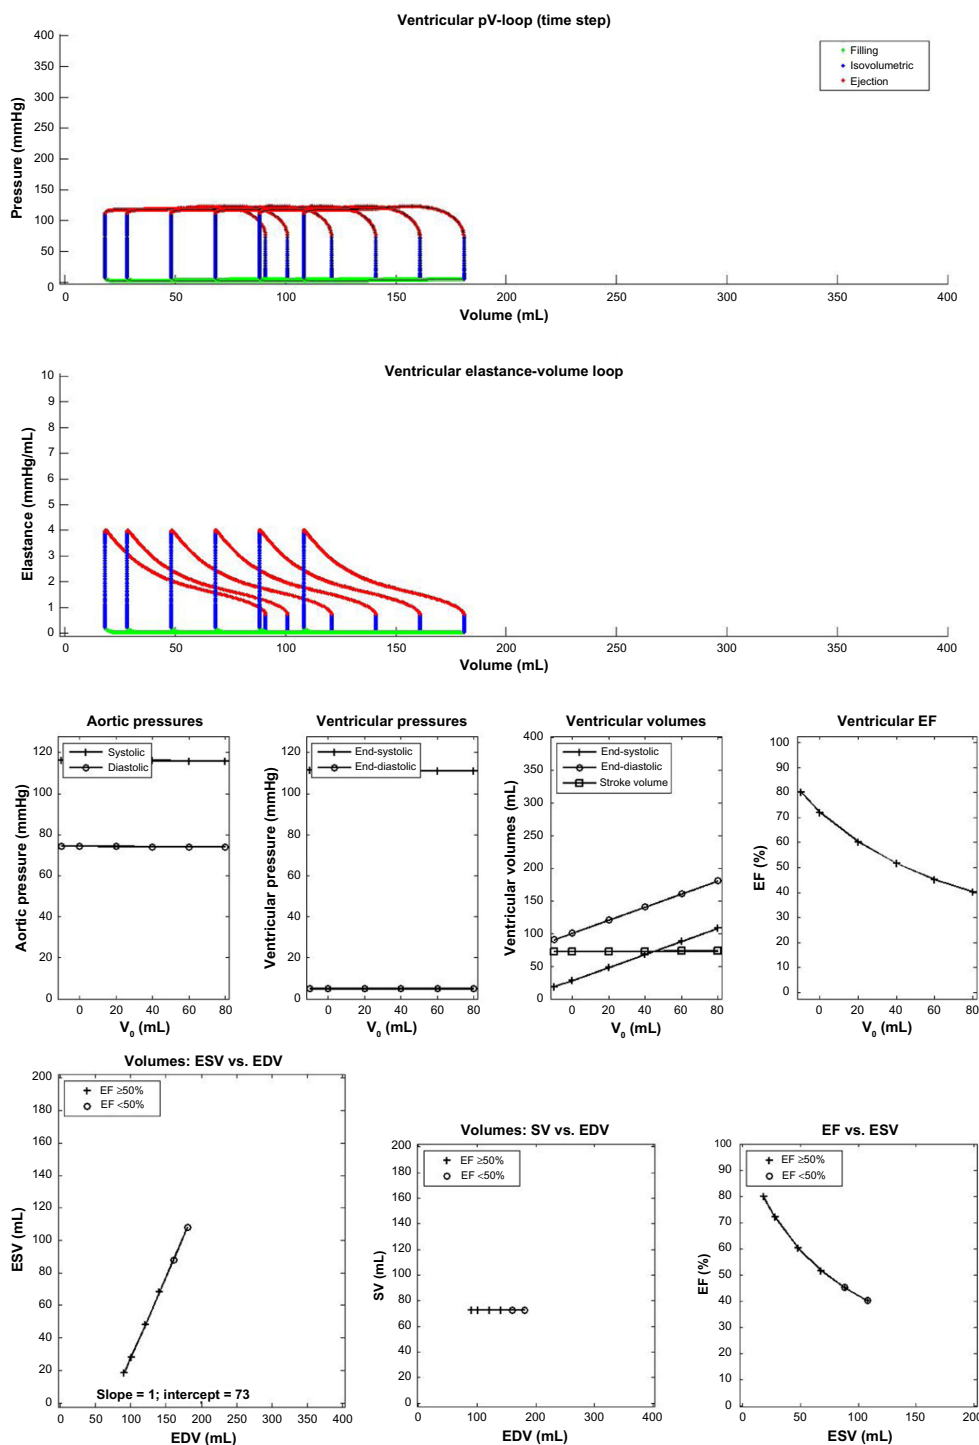 Ventricular pV-loop (time step)
400
350
300
250
200
150
100
50
0
Pressure (mmHg)
Filling
Isovolumetric
Ejection
0 50 100 150 200 250 300 350 400
Volume (mL)
Ventricular elastance-volume loop
10
9
8
7
6
5
4
3
2
1
0
Elastance (mmHg/mL)
0 50 100 150 200 250 300 350 400
Volume (mL)
Aortic pressures
120
100
80
60
40
20
0
Aortic pressure (mmHg)
Systolic
Diastolic
0 20 40 60 80
V0 (mL)
Ventricular pressures
120
100
80
60
40
20
0
Ventricular pressure (mmHg)
End-systolic
End-diastolic
0 20 40 60 80
V0 (mL)
Ventricular volumes
400
350
300
250
200
150
100
50
0
Ventricular volumes (mL)
End-systolic
End-diastolic
Stroke volume
0 20 40 60 80
V0 (mL)
Ventricular EF
100
90
80
70
60
50
40
30
20
10
0
EF (%)
0 20 40 60 80
V0 (mL)
Volumes: ESV vs. EDV
200
180
160
140
120
100
80
60
40
20
0
ESV (mL)
EF ≥50%
EF <50%
Slope = 1; intercept = 73
0 50 100 150 200 250 300 350 400
EDV (mL)
Volumes: SV vs. EDV
200
180
160
140
120
100
80
60
40
20
0
SV (mL)
EF ≥50%
EF <50%
0 100 200 300 400
EDV (mL)
EF vs. ESV
100
90
80
70
60
50
40
30
20
10
0
EF (%)
EF ≥50%
EF <50%
0 50 100 150 200
ESV (mL)